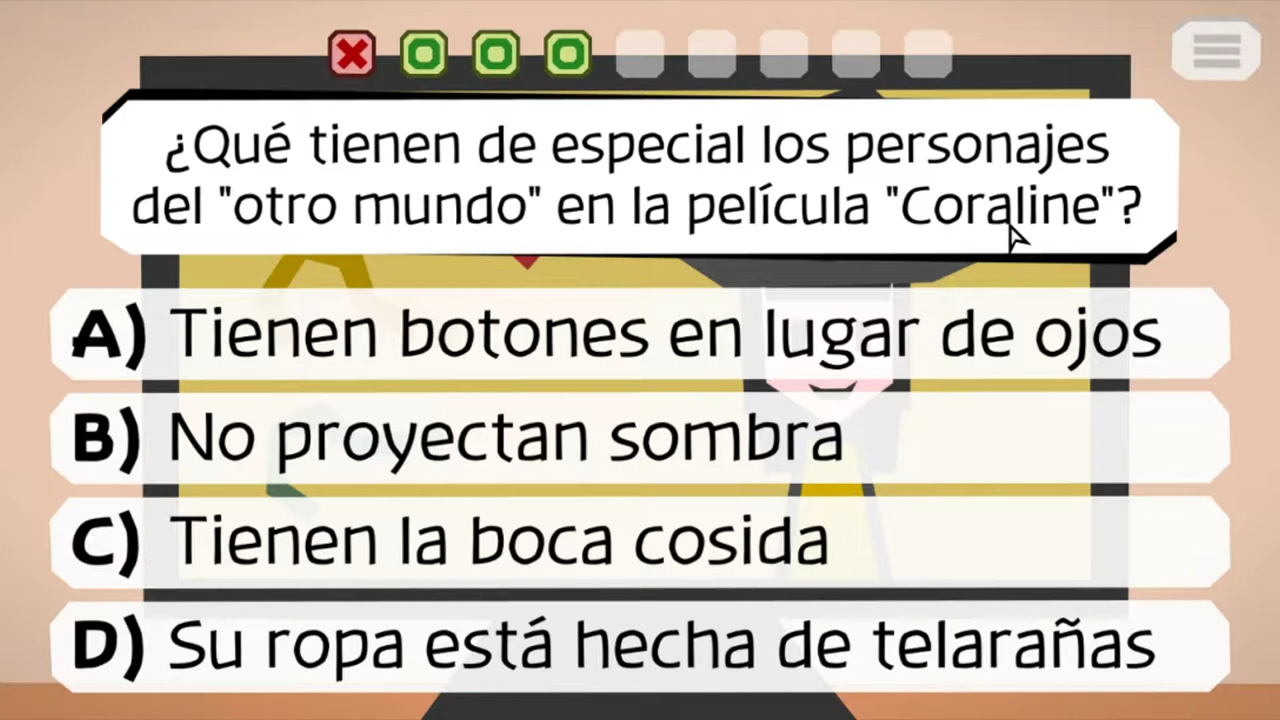 ¿Qué tienen de especial los personajes
del "otro mundo" en la película "Coraline"?
A) Tienen botones en lugar de ojos
B) No proyectan sombra
C) Tienen la boca cosida
D) Su ropa está hecha de telarañas